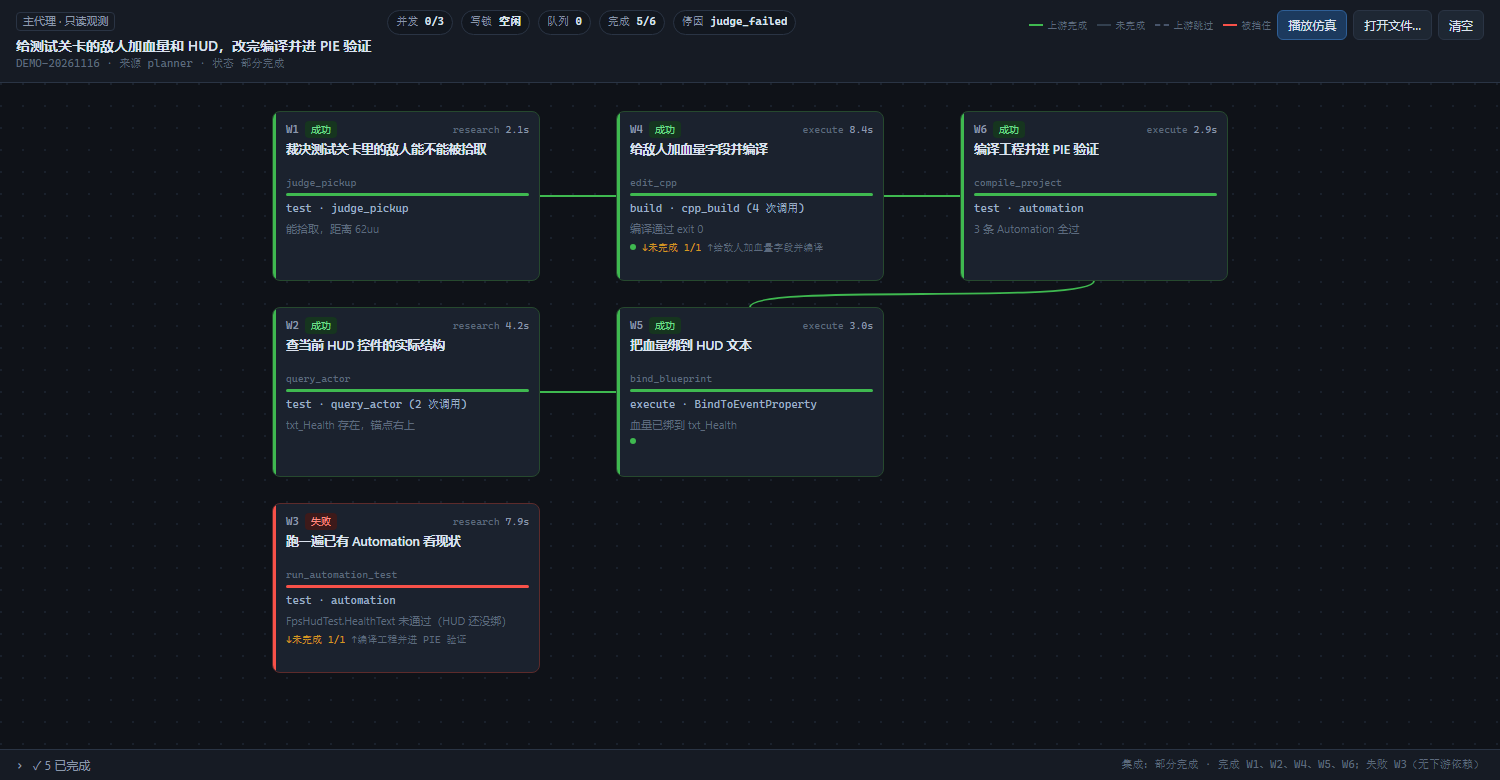 主代理 · 只读观测
给测试关卡的敌人加血量和 HUD，改完编译并进 PIE 验证
DEMO-20261116 · 来源 planner · 状态 部分完成
并发 0/3
写锁 空闲
队列 0
完成 5/6
停因 judge_failed
上游完成
未完成
上游跳过
被挡住
播放仿真
打开文件...
清空
W1 成功 research 2.1s
裁决测试关卡里的敌人能不能被拾取
judge_pickup
test · judge_pickup
能拾取，距离 62uu
W4 成功 execute 8.4s
给敌人加血量字段并编译
edit_cpp
build · cpp_build (4 次调用)
编译通过 exit 0
↓未完成 1/1 ↑给敌人加血量字段并编译
W6 成功 execute 2.9s
编译工程并进 PIE 验证
compile_project
test · automation
3 条 Automation 全过
W2 成功 research 4.2s
查当前 HUD 控件的实际结构
query_actor
test · query_actor (2 次调用)
txt_Health 存在，锚点右上
W5 成功 execute 3.0s
把血量绑到 HUD 文本
bind_blueprint
execute · BindToEventProperty
血量已绑到 txt_Health
W3 失败 research 7.9s
跑一遍已有 Automation 看现状
run_automation_test
test · automation
FpsHudTest.HealthText 未通过（HUD 还没绑）
↓未完成 1/1 ↑编译工程并进 PIE 验证
› ✓ 5 已完成
集成: 部分完成 · 完成 W1、W2、W4、W5、W6; 失败 W3（无下游依赖）